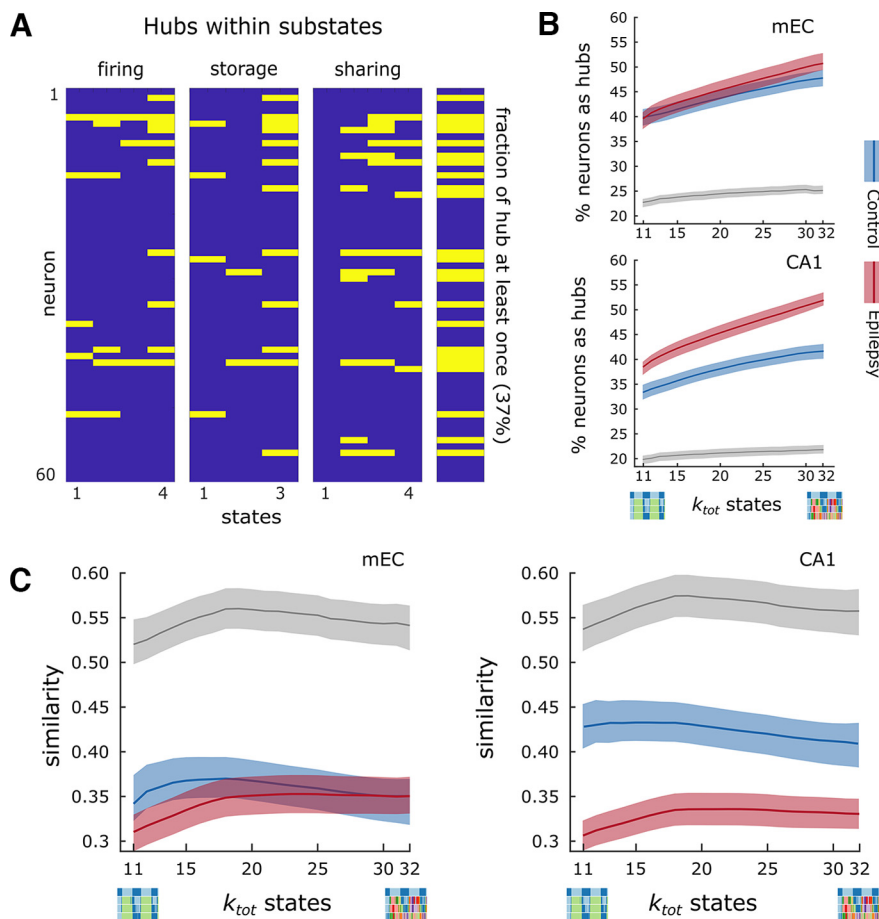 A
Hubs within substates
firing storage sharing
1
neuron
60
1 4 1 3 1 4
states
fraction of hub at least once (37%)
B
mEC
% neurons as hubs
60
55
50
45
40
35
30
25
20
11 15 20 25 30 32
CA1
% neurons as hubs
60
55
50
45
40
35
30
25
20
11 15 20 25 30 32
k_tot states
Control
Epilepsy
C
mEC
similarity
0.60
0.55
0.50
0.40
0.35
0.3
11 15 20 25 30 32
k_tot states
CA1
similarity
0.60
0.55
0.50
0.40
0.35
0.3
11 15 20 25 30 32
k_tot states